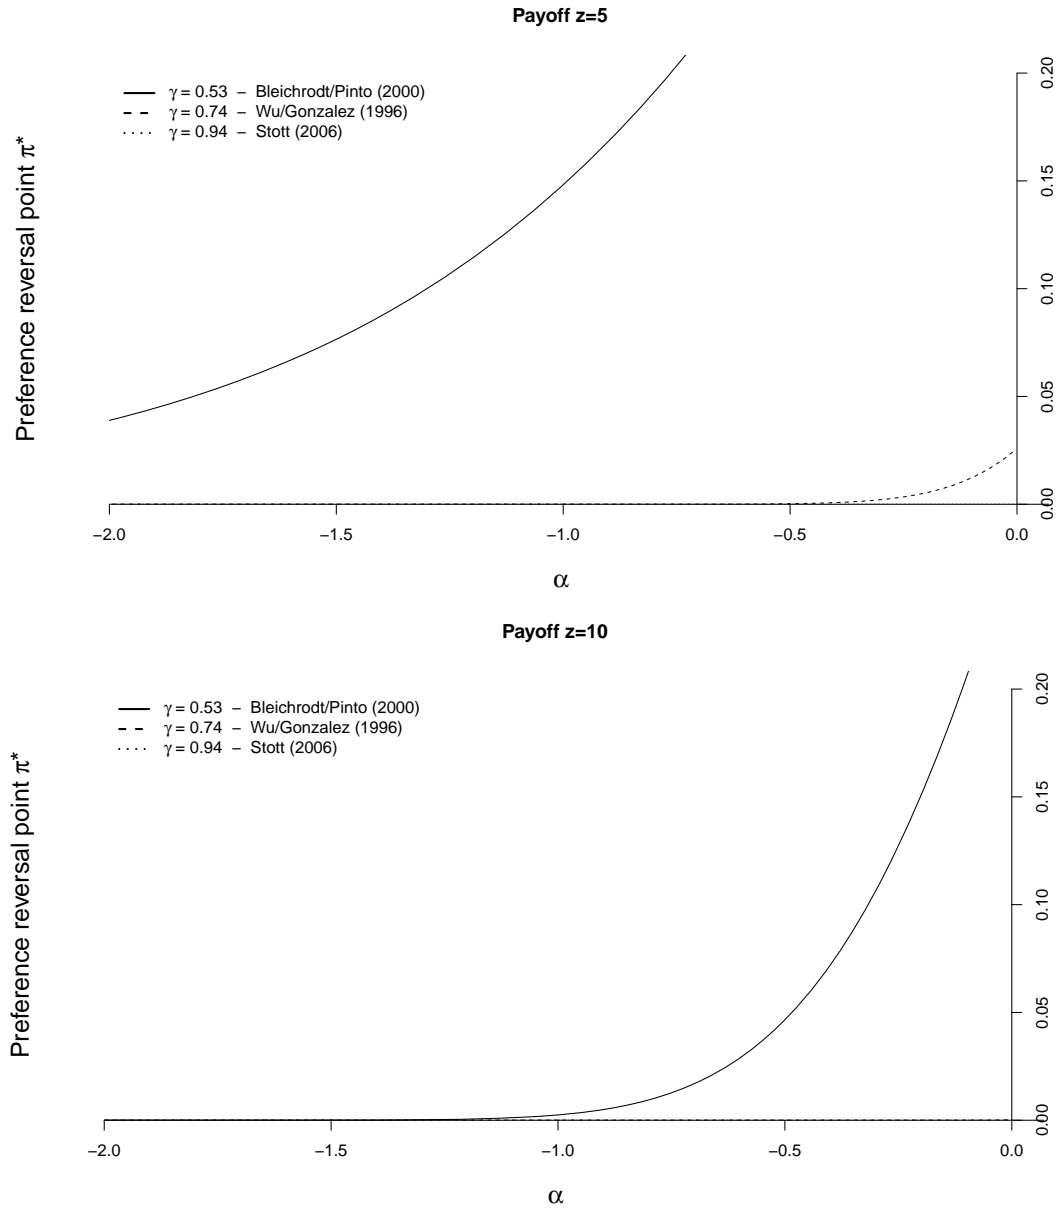 Payoff z=5
γ = 0.53 − Bleichrodt/Pinto (2000)
γ = 0.74 − Wu/Gonzalez (1996)
γ = 0.94 − Stott (2006)
Preference reversal point π*
0.20
0.15
0.10
0.05
0.00
−2.0 −1.5 −1.0 −0.5 0.0
α
Payoff z=10
γ = 0.53 − Bleichrodt/Pinto (2000)
γ = 0.74 − Wu/Gonzalez (1996)
γ = 0.94 − Stott (2006)
Preference reversal point π*
0.20
0.15
0.10
0.05
0.00
−2.0 −1.5 −1.0 −0.5 0.0
α